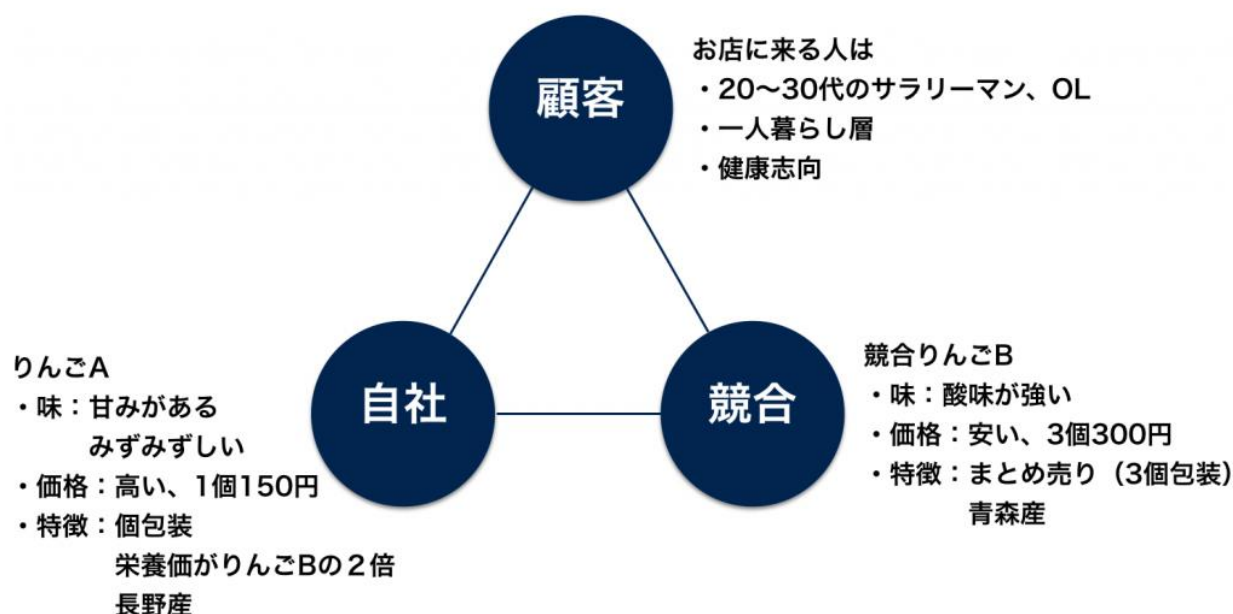 顧客
お店に来る人は
・20〜30代のサラリーマン、OL
・一人暮らし層
・健康志向
自社
りんごA
・味：甘みがある
みずみずしい
・価格：高い、1個150円
・特徴：個包装
栄養価がりんごBの２倍
長野産
競合
競合りんごB
・味：酸味が強い
・価格：安い、3個300円
・特徴：まとめ売り（3個包装）
青森産